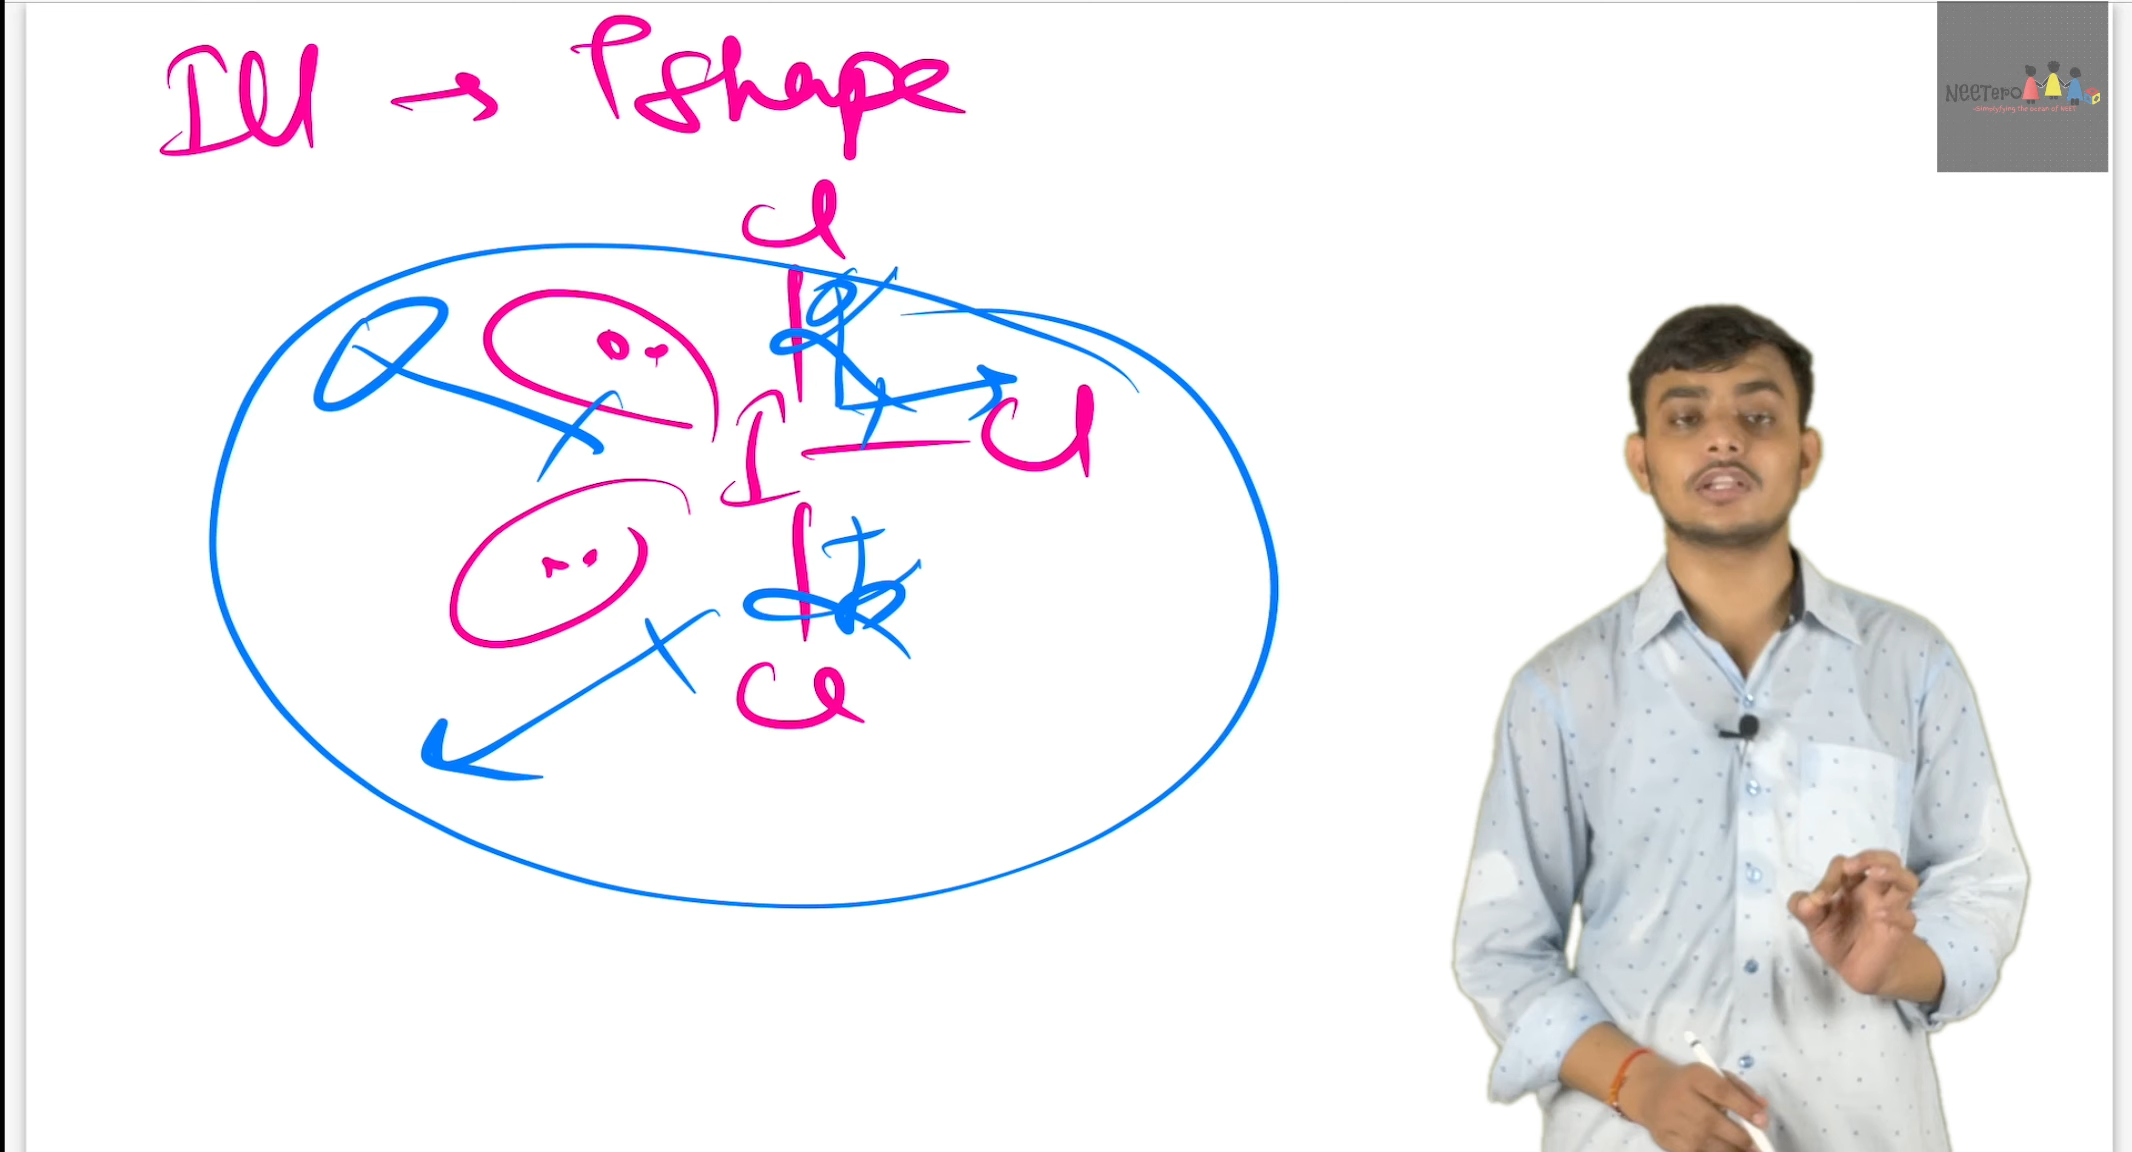 ICl → T shape
NEETero
Cl
I
Cl
Cl